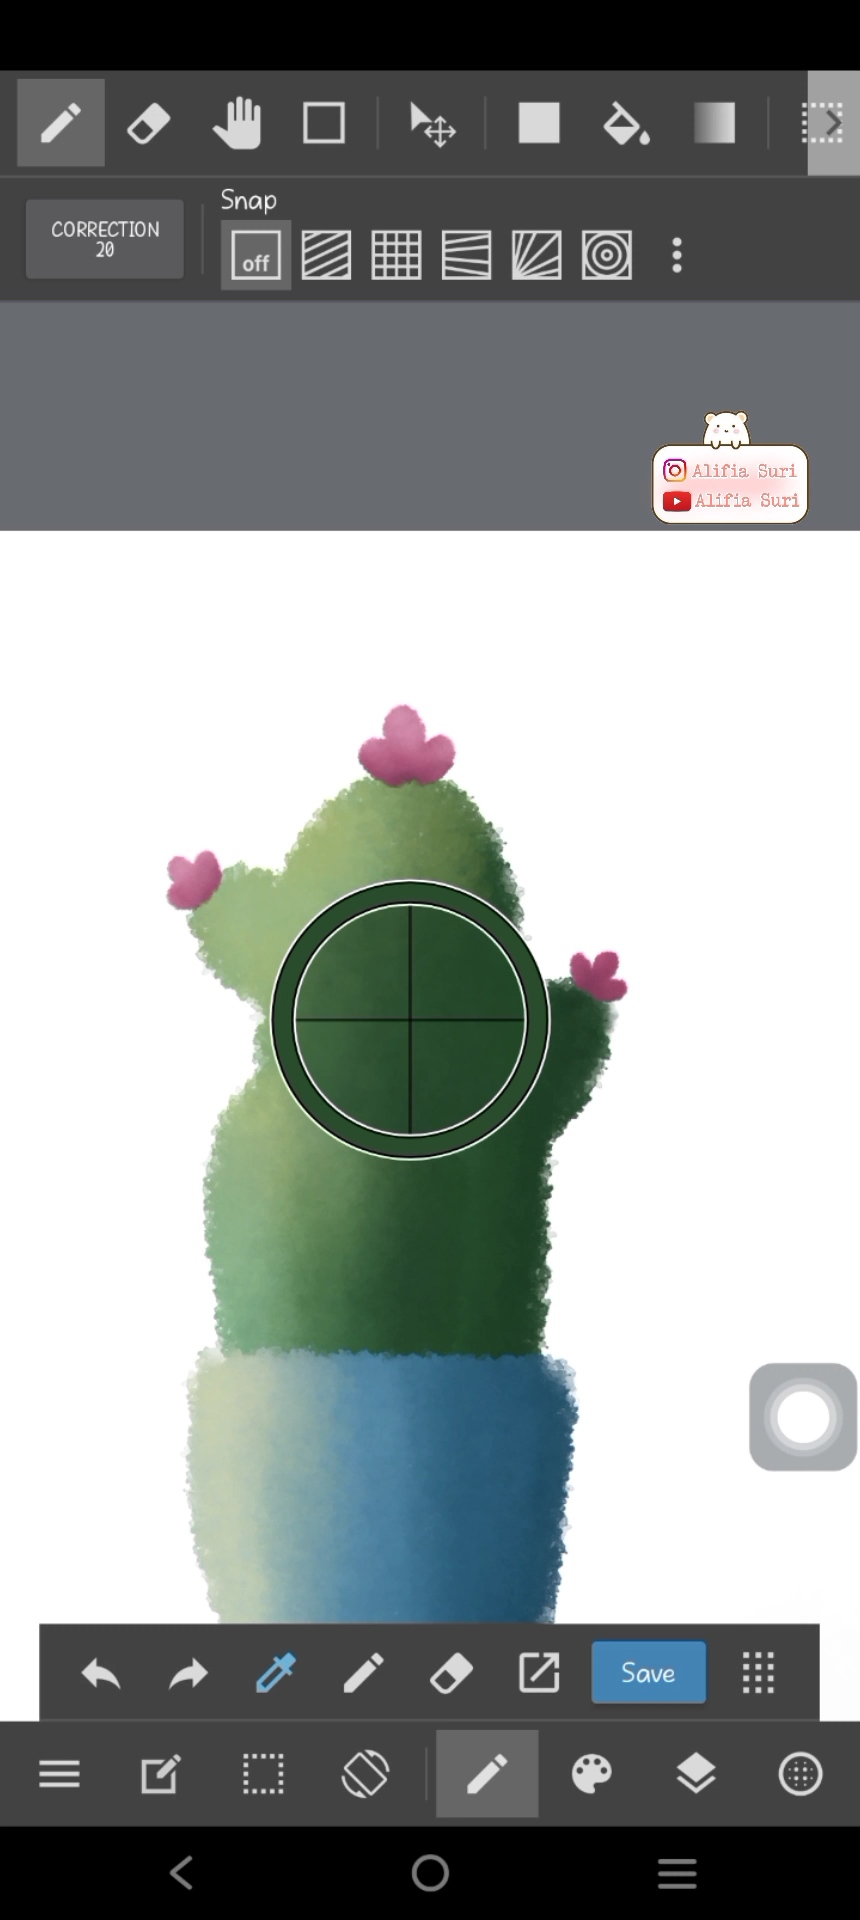 Snap
CORRECTION
20
off
Alifia Suri
Alifia Suri
Save